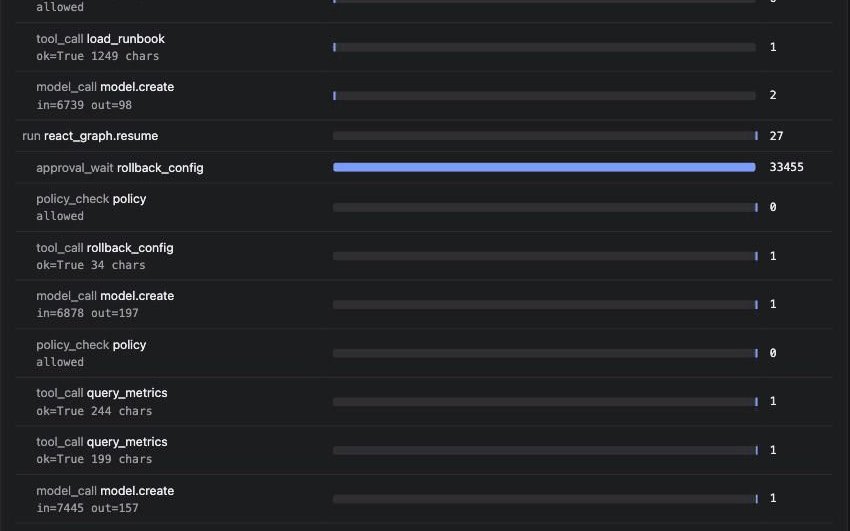 allowed
tool_call load_runbook
ok=True 1249 chars
1
model_call model.create
in=6739 out=98
2
run react_graph.resume
27
approval_wait rollback_config
33455
policy_check policy
allowed
0
tool_call rollback_config
ok=True 34 chars
1
model_call model.create
in=6878 out=197
1
policy_check policy
allowed
0
tool_call query_metrics
ok=True 244 chars
1
tool_call query_metrics
ok=True 199 chars
1
model_call model.create
in=7445 out=157
1